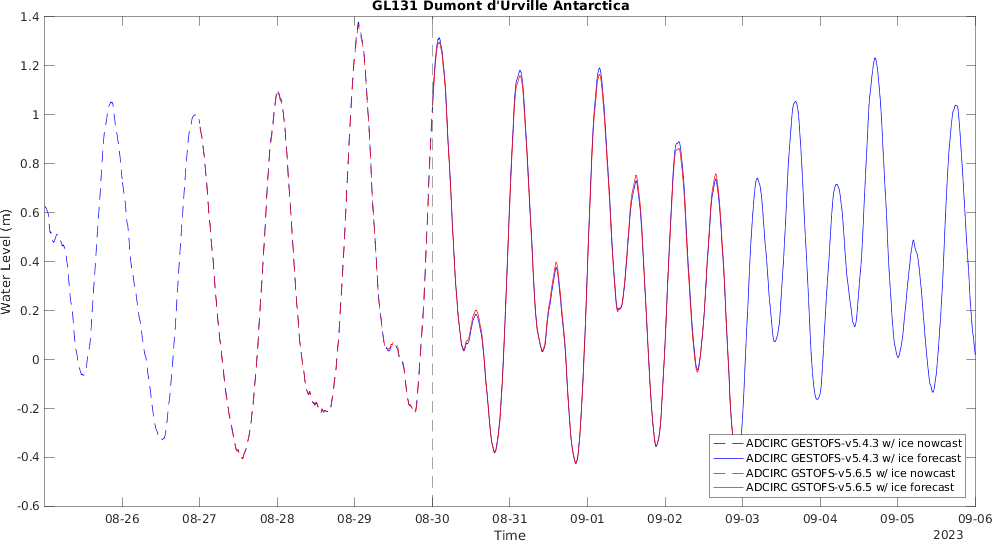 GL131 Dumont d'Urville Antarctica
Water Level (m)
1.4
1.2
1
0.8
0.6
0.4
0.2
0
-0.2
-0.4
-0.6
ADCIRC GESTOFS-v5.4.3 w/ ice nowcast
ADCIRC GESTOFS-v5.4.3 w/ ice forecast
ADCIRC GSTOFS-v5.6.5 w/ ice nowcast
ADCIRC GSTOFS-v5.6.5 w/ ice forecast
08-26 08-27 08-28 08-29 08-30 08-31 09-01 09-02 09-03 09-04 09-05 09-06
Time
2023